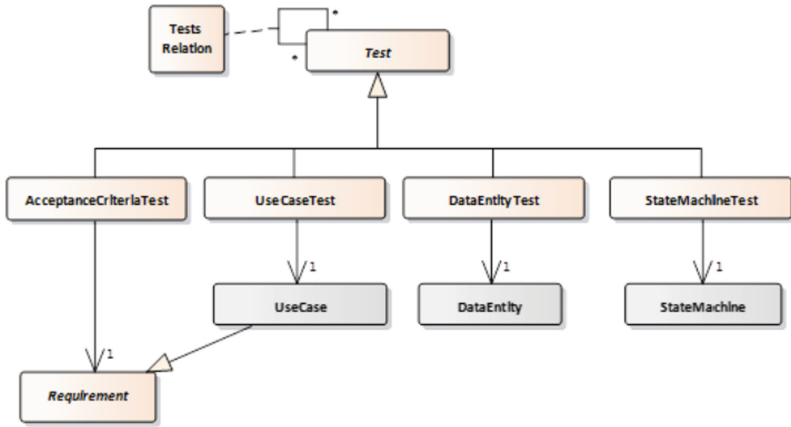 Tests
Relation
*
*
Test
AcceptanceCriteriaTest
UseCaseTest
DataEntityTest
StateMachineTest
1
1
1
UseCase
DataEntity
StateMachine
1
Requirement